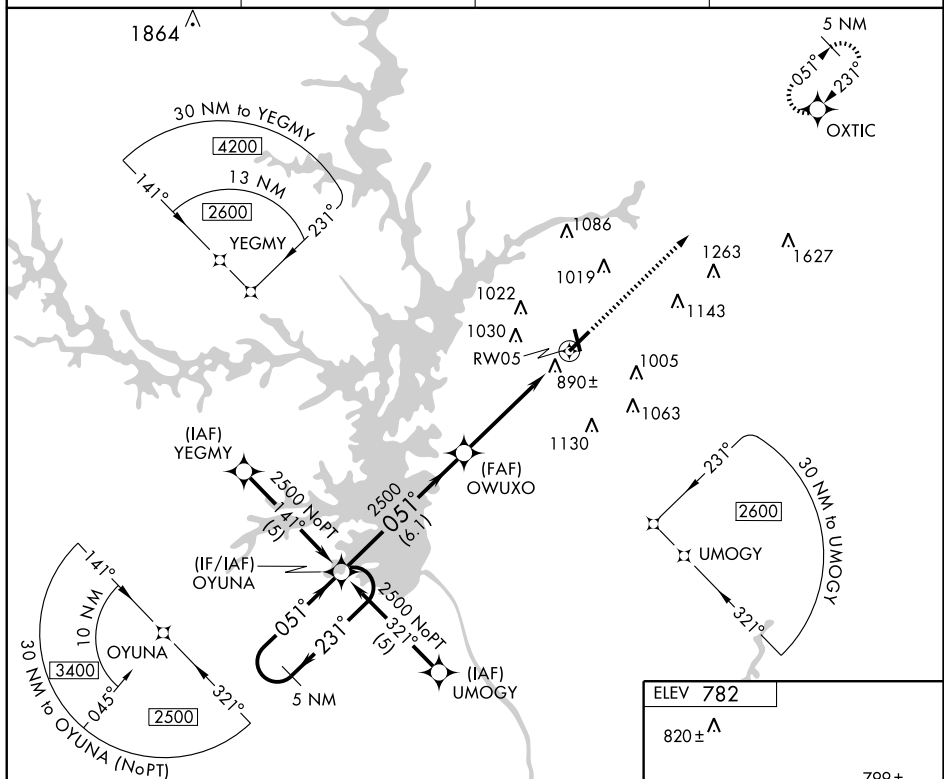 1864
5 NM
051°
231°
OXTIC
30 NM to YEGMY
4200
141°
13 NM
2600
231°
YEGMY
1086
1263
1627
1019
1143
1022
1030
RW05
890±
1005
1063
1130
(IAF)
YEGMY
2500 NoPT
141°
(5)
(FAF)
OWUXO
2500
051°
(6.1)
(IF/IAF)
OYUNA
2500 NoPT
321°
(5)
051°
231°
5 NM
(IAF)
UMOGY
231°
2600
30 NM to UMOGY
UMOGY
321°
141°
10 NM
OYUNA
3400
045°
321°
2500
30 NM to OYUNA (NoPT)
ELEV 782
820±